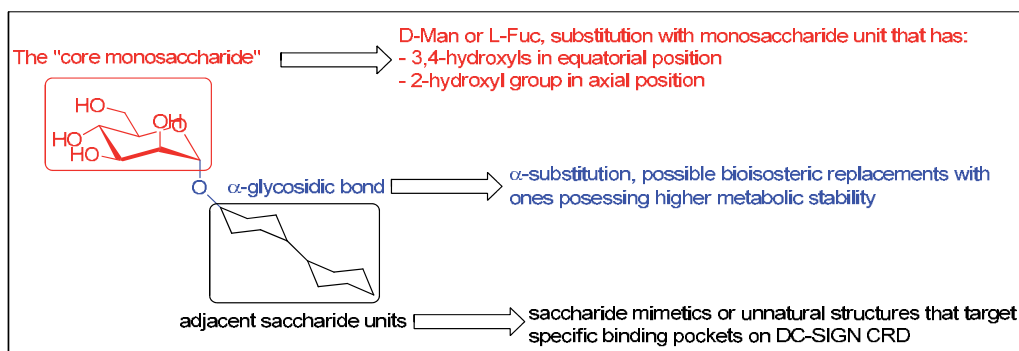 The "core monosaccharide"
D-Man or L-Fuc, substitution with monosaccharide unit that has:
- 3,4-hydroxyls in equatorial position
- 2-hydroxyl group in axial position
HO
OH
O
HO
HO
O
α-glycosidic bond
α-substitution, possible bioisosteric replacements with
ones posessing higher metabolic stability
adjacent saccharide units
saccharide mimetics or unnatural structures that target
specific binding pockets on DC-SIGN CRD